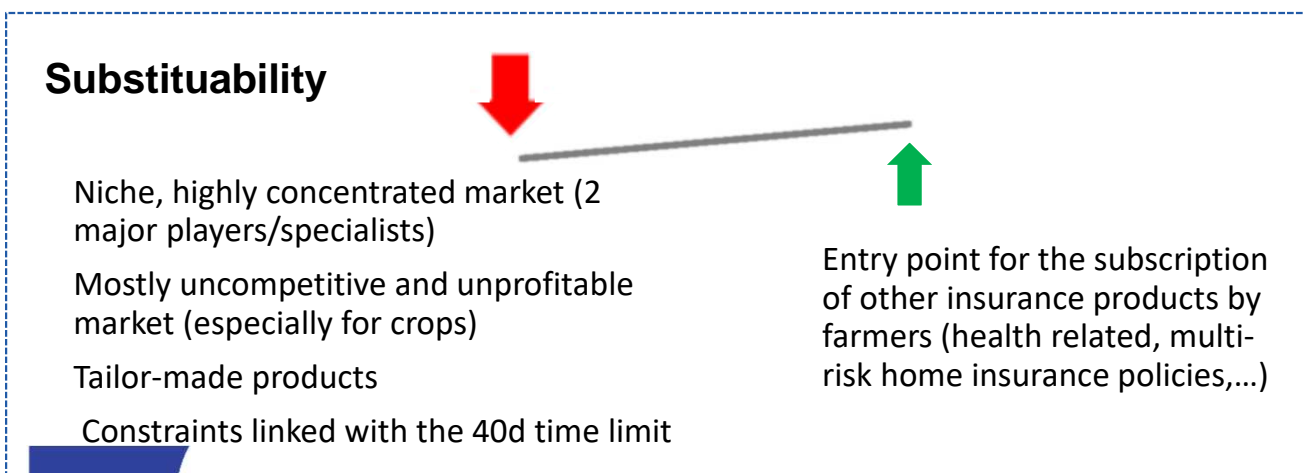 Substituability
Niche, highly concentrated market (2
major players/specialists)
Mostly uncompetitive and unprofitable
market (especially for crops)
Tailor-made products
Constraints linked with the 40d time limit
Entry point for the subscription
of other insurance products by
farmers (health related, multi-
risk home insurance policies,…)